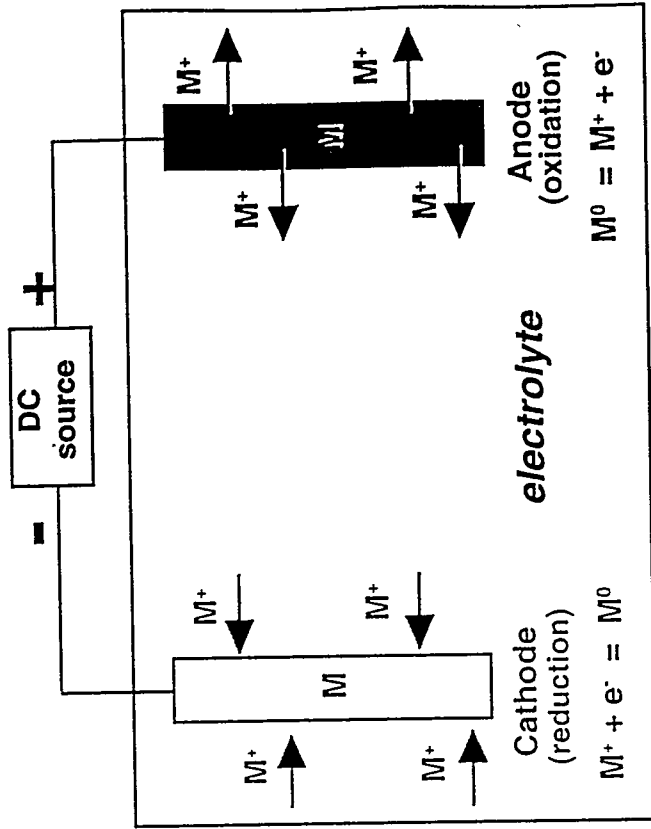 DC
source
-
+
M⁺
M⁺
M⁺
M⁺
M
M⁺
M⁺
M⁺
M⁺
M
electrolyte
Cathode
(reduction)
M⁺ + e⁻ = M⁰
Anode
(oxidation)
M⁰ = M⁺ + e⁻